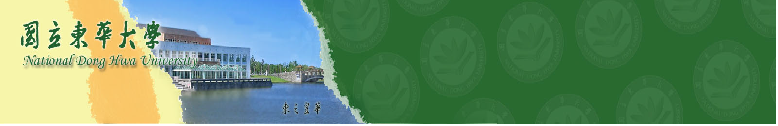 國立東華大學
National Dong Hwa University